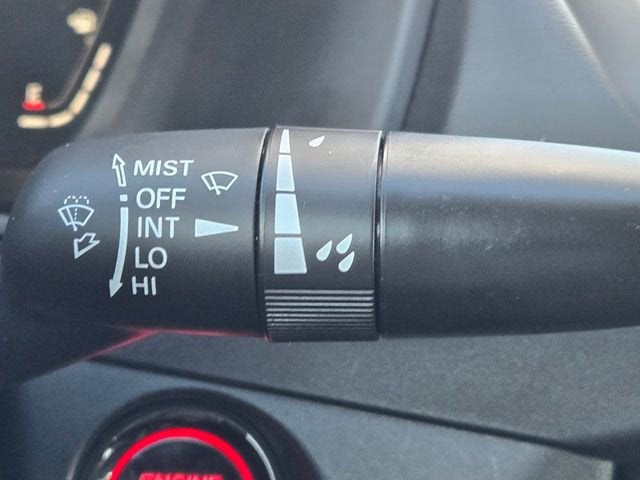 MIST
OFF
INT
LO
HI
ENGINE